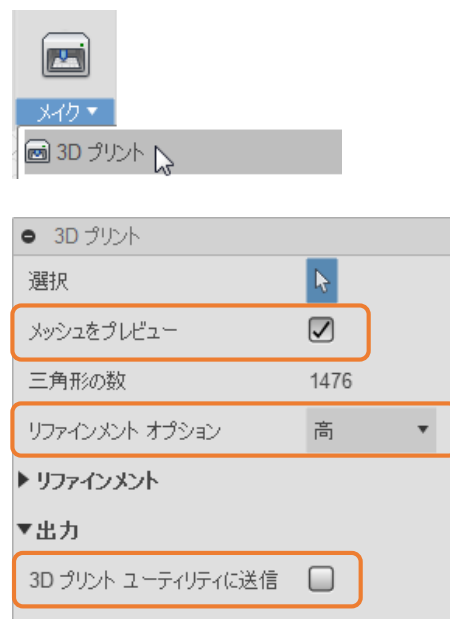 メイク
3D プリント
3D プリント
選択
メッシュをプレビュー
三角形の数 1476
リファインメント オプション 高
リファインメント
出力
3D プリント ユーティリティに送信